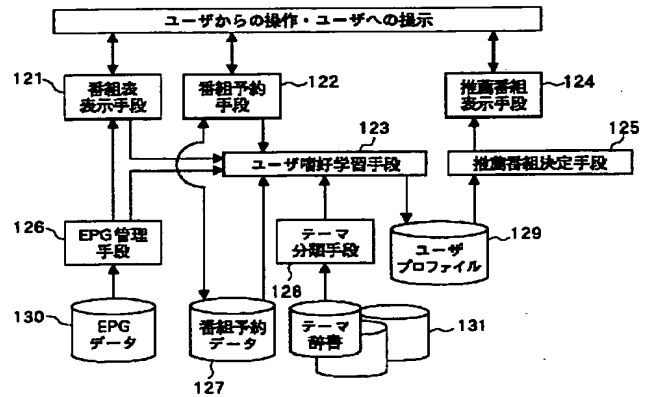 ユーザからの操作・ユーザへの提示
121
番組表
表示手段
番組予約
手段
122
推薦番組
表示手段
124
123
ユーザ嗜好学習手段
125
推薦番組決定手段
126
EPG管理
手段
テーマ
分類手段
128
ユーザ
プロファイル
129
130
EPG
データ
番組予約
データ
127
テーマ
辞書
131